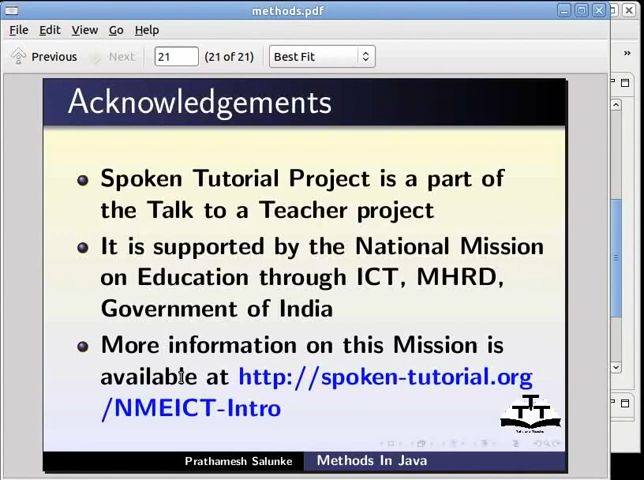 methods.pdf
File Edit View Go Help
Previous Next 21 (21 of 21) Best Fit
Acknowledgements
Spoken Tutorial Project is a part of
the Talk to a Teacher project
It is supported by the National Mission
on Education through ICT, MHRD,
Government of India
More information on this Mission is
available at http://spoken-tutorial.org
/NMEICT-Intro
Prathamesh Salunke Methods In Java